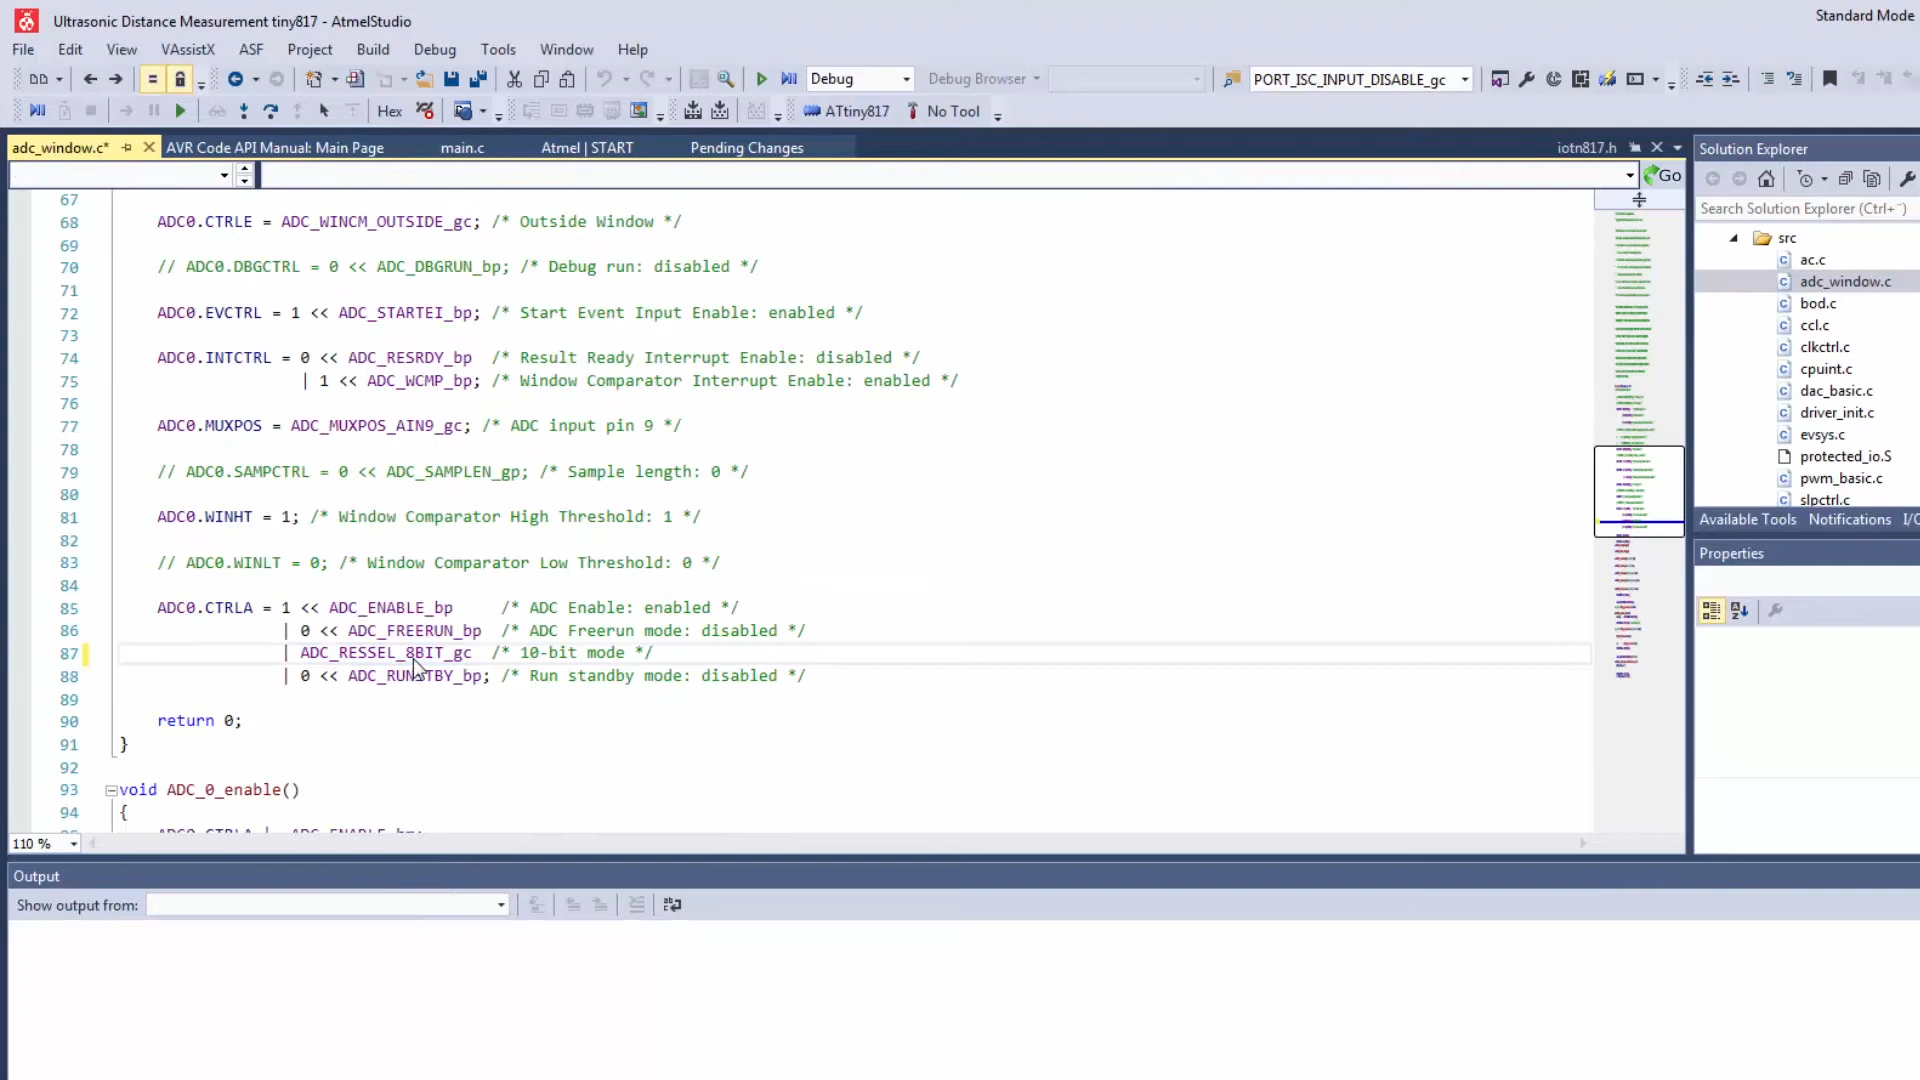 Ultrasonic Distance Measurement tiny817 - AtmelStudio
Standard Mode
File Edit View VAssistX ASF Project Build Debug Tools Window Help
Debug Debug Browser PORT_ISC_INPUT_DISABLE_gc
Hex ATtiny817 No Tool
adc_window.c* AVR Code API Manual: Main Page main.c Atmel | START Pending Changes iotn817.h
Go
67
68 ADC0.CTRLE = ADC_WINCM_OUTSIDE_gc; /* Outside Window */
69
70 // ADC0.DBGCTRL = 0 << ADC_DBGRUN_bp; /* Debug run: disabled */
71
72 ADC0.EVCTRL = 1 << ADC_STARTEI_bp; /* Start Event Input Enable: enabled */
73
74 ADC0.INTCTRL = 0 << ADC_RESRDY_bp /* Result Ready Interrupt Enable: disabled */
75 | 1 << ADC_WCMP_bp; /* Window Comparator Interrupt Enable: enabled */
76
77 ADC0.MUXPOS = ADC_MUXPOS_AIN9_gc; /* ADC input pin 9 */
78
79 // ADC0.SAMPCTRL = 0 << ADC_SAMPLEN_gp; /* Sample length: 0 */
80
81 ADC0.WINHT = 1; /* Window Comparator High Threshold: 1 */
82
83 // ADC0.WINLT = 0; /* Window Comparator Low Threshold: 0 */
84
85 ADC0.CTRLA = 1 << ADC_ENABLE_bp /* ADC Enable: enabled */
86 | 0 << ADC_FREERUN_bp /* ADC Freerun mode: disabled */
87 | ADC_RESSEL_8BIT_gc /* 10-bit mode */
88 | 0 << ADC_RUNSTBY_bp; /* Run standby mode: disabled */
89
90 return 0;
91 }
92
93 void ADC_0_enable()
94 {
110 %
Solution Explorer
Search Solution Explorer (Ctrl+¨)
src
ac.c
adc_window.c
bod.c
ccl.c
clkctrl.c
cpuint.c
dac_basic.c
driver_init.c
evsys.c
protected_io.S
pwm_basic.c
slpctrl.c
Available Tools Notifications
Properties
Output
Show output from: